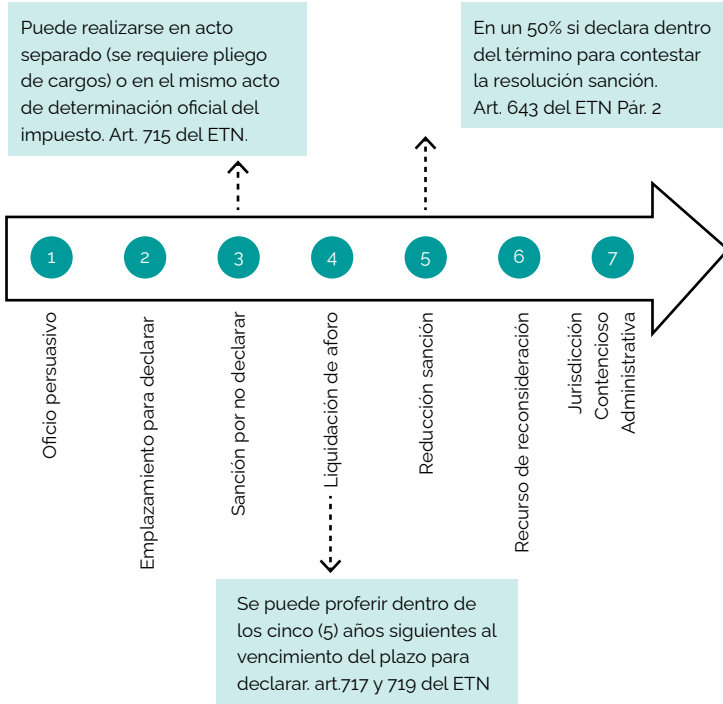 Puede realizarse en acto
separado (se requiere pliego
de cargos) o en el mismo acto
de determinación oficial del
impuesto. Art. 715 del ETN.
En un 50% si declara dentro
del término para contestar
la resolución sanción.
Art. 643 del ETN Pár. 2
1
2
3
4
5
6
7
Oficio persuasivo
Emplazamiento para declarar
Sanción por no declarar
Liquidación de aforo
Reducción sanción
Recurso de reconsideración
Jurisdicción
Contencioso
Administrativa
Se puede proferir dentro de
los cinco (5) años siguientes al
vencimiento del plazo para
declarar. art.717 y 719 del ETN